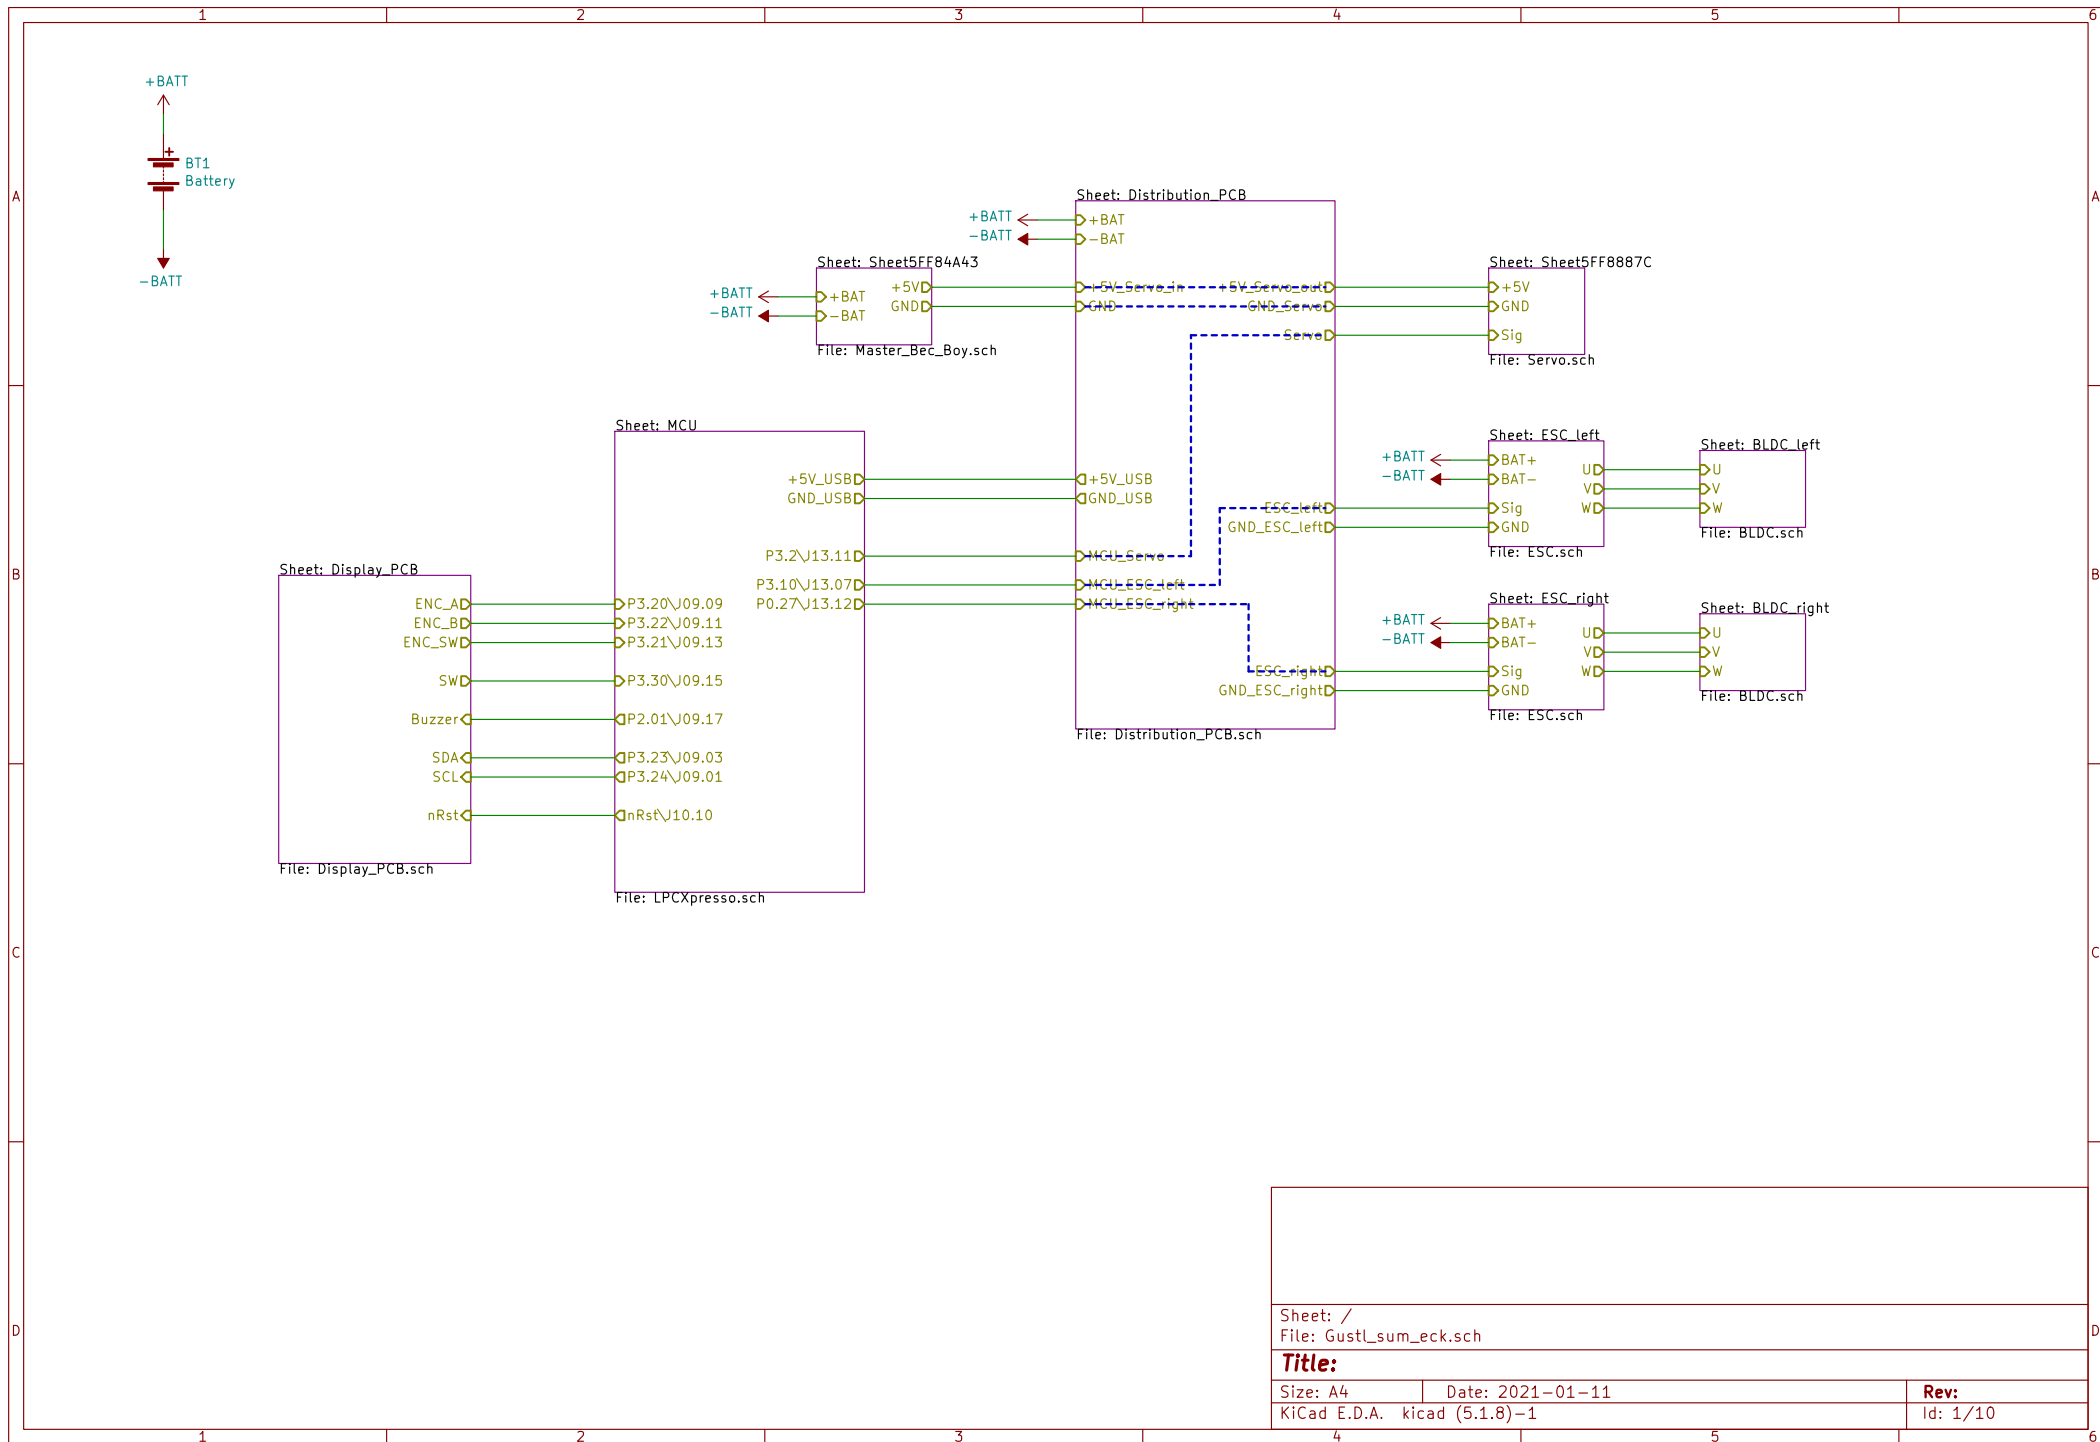 1 2 3 4 5 6
+BATT
BT1
Battery
-BATT
A A
Sheet: Distribution_PCB
+BATT +BAT
-BATT -BAT
+5V_Servo_in +5V_Servo_out
GND GND_Servo
Servo
+5V_USB
GND_USB
ESC_left
GND_ESC_left
MCU_Servo
MCU_ESC_left
MCU_ESC_right
ESC_right
GND_ESC_right
File: Distribution_PCB.sch
Sheet: Sheet5FF84A43
+5V
+BATT +BAT
GND
-BATT -BAT
File: Master_Bec_Boy.sch
Sheet: Sheet5FF8887C
+5V
GND
Sig
File: Servo.sch
Sheet: MCU
+5V_USB
GND_USB
P3.2\J13.11
P3.10\J13.07
P0.27\J13.12
P3.20\J09.09
P3.22\J09.11
P3.21\J09.13
P3.30\J09.15
P2.01\J09.17
P3.23\J09.03
P3.24\J09.01
nRst\J10.10
File: LPCXpresso.sch
Sheet: ESC_left
+BATT BAT+ U
-BATT BAT- V
Sig W
GND
File: ESC.sch
Sheet: BLDC_left
U
V
W
File: BLDC.sch
B B
Sheet: Display_PCB
ENC_A
ENC_B
ENC_SW
SW
Buzzer
SDA
SCL
nRst
File: Display_PCB.sch
Sheet: ESC_right
+BATT BAT+ U
-BATT BAT- V
Sig W
GND
File: ESC.sch
Sheet: BLDC_right
U
V
W
File: BLDC.sch
C C
D D
Sheet: /
File: Gustl_sum_eck.sch
Title:
Size: A4 Date: 2021-01-11 Rev:
KiCad E.D.A. kicad (5.1.8)-1 Id: 1/10
1 2 3 4 5 6